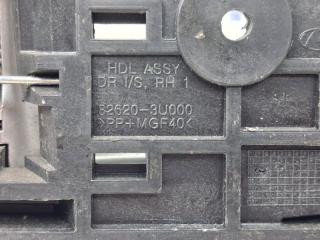 HDL ASSY
DR I/S, RH 1
82620-3U000
>PP+MGF40<